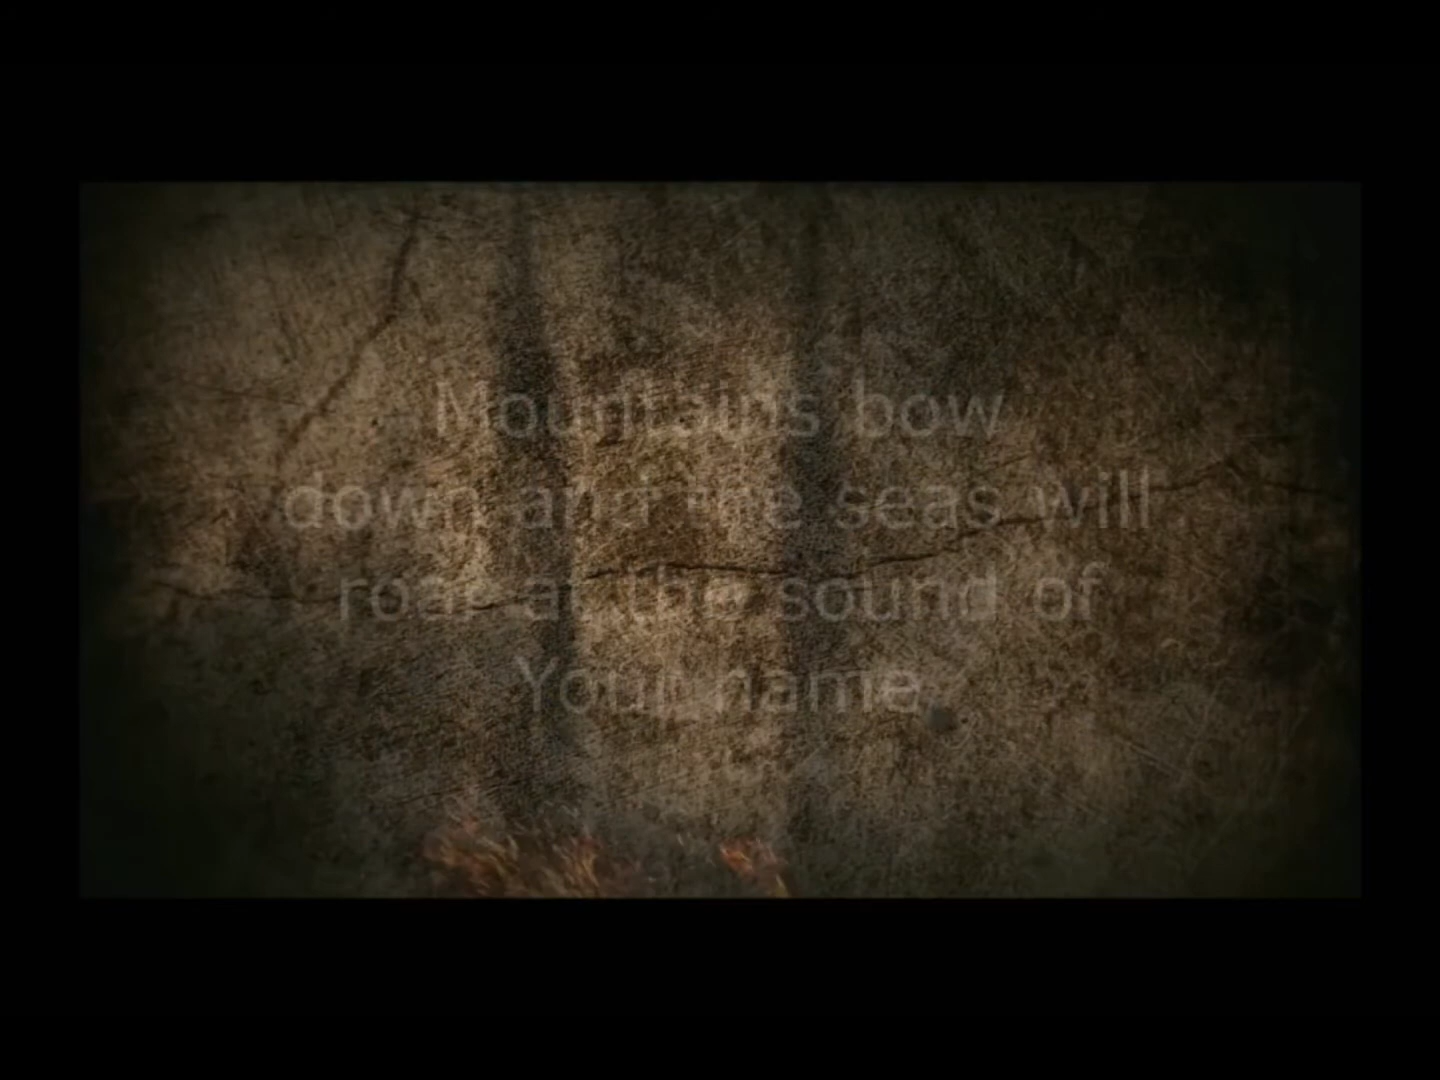 Mountains bow
down and the seas will
roar at the sound of
Your name